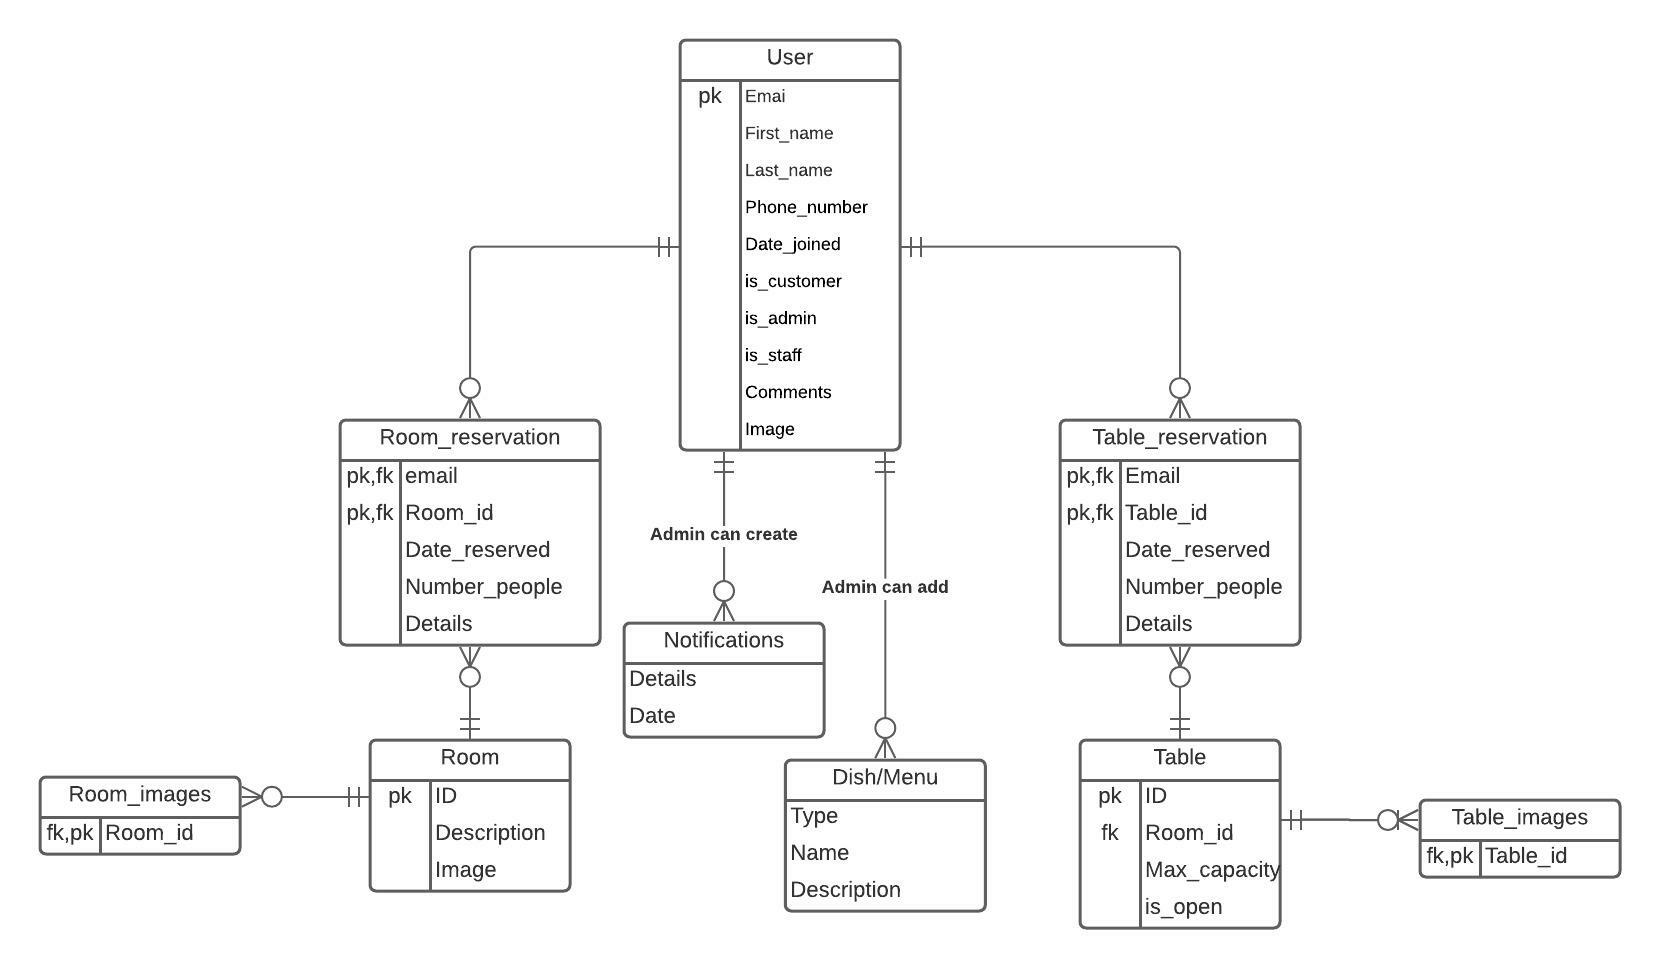 User
pk Emai
First_name
Last_name
Phone_number
Date_joined
is_customer
is_admin
is_staff
Comments
Image
Room_reservation
pk,fk email
pk,fk Room_id
Date_reserved
Number_people
Details
Admin can create
Admin can add
Table_reservation
pk,fk Email
pk,fk Table_id
Date_reserved
Number_people
Details
Notifications
Details
Date
Room_images
fk,pk Room_id
Room
pk ID
Description
Image
Dish/Menu
Type
Name
Description
Table
pk ID
fk Room_id
Max_capacity
is_open
Table_images
fk,pk Table_id